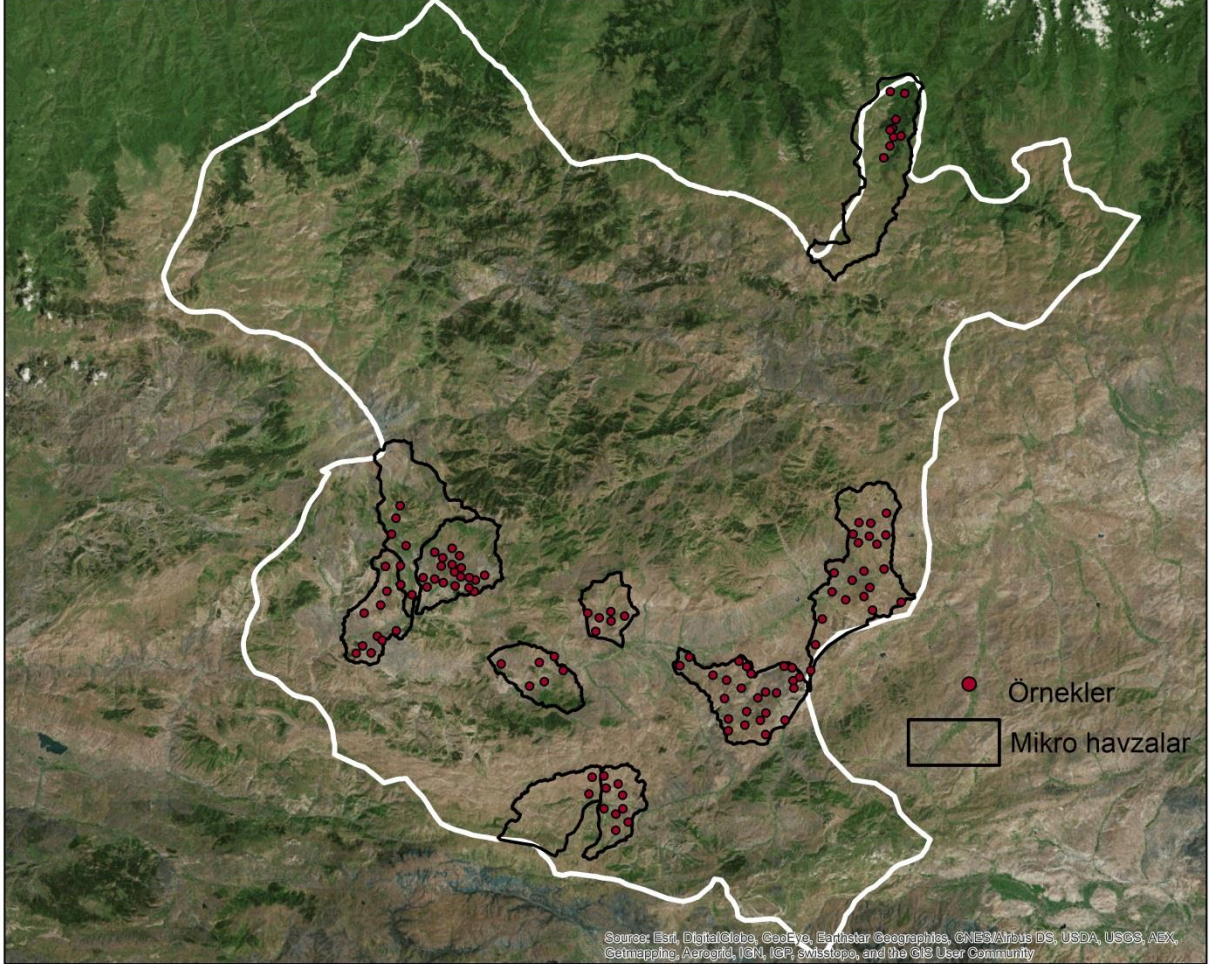 Örnekler
Mikro havzalar
Source: Esri, DigitalGlobe, GeoEye, Earthstar Geographics, CNES/Airbus DS, USDA, USGS, AEX,
Getmapping, Aerogrid, IGN, IGP, swisstopo, and the GIS User Community